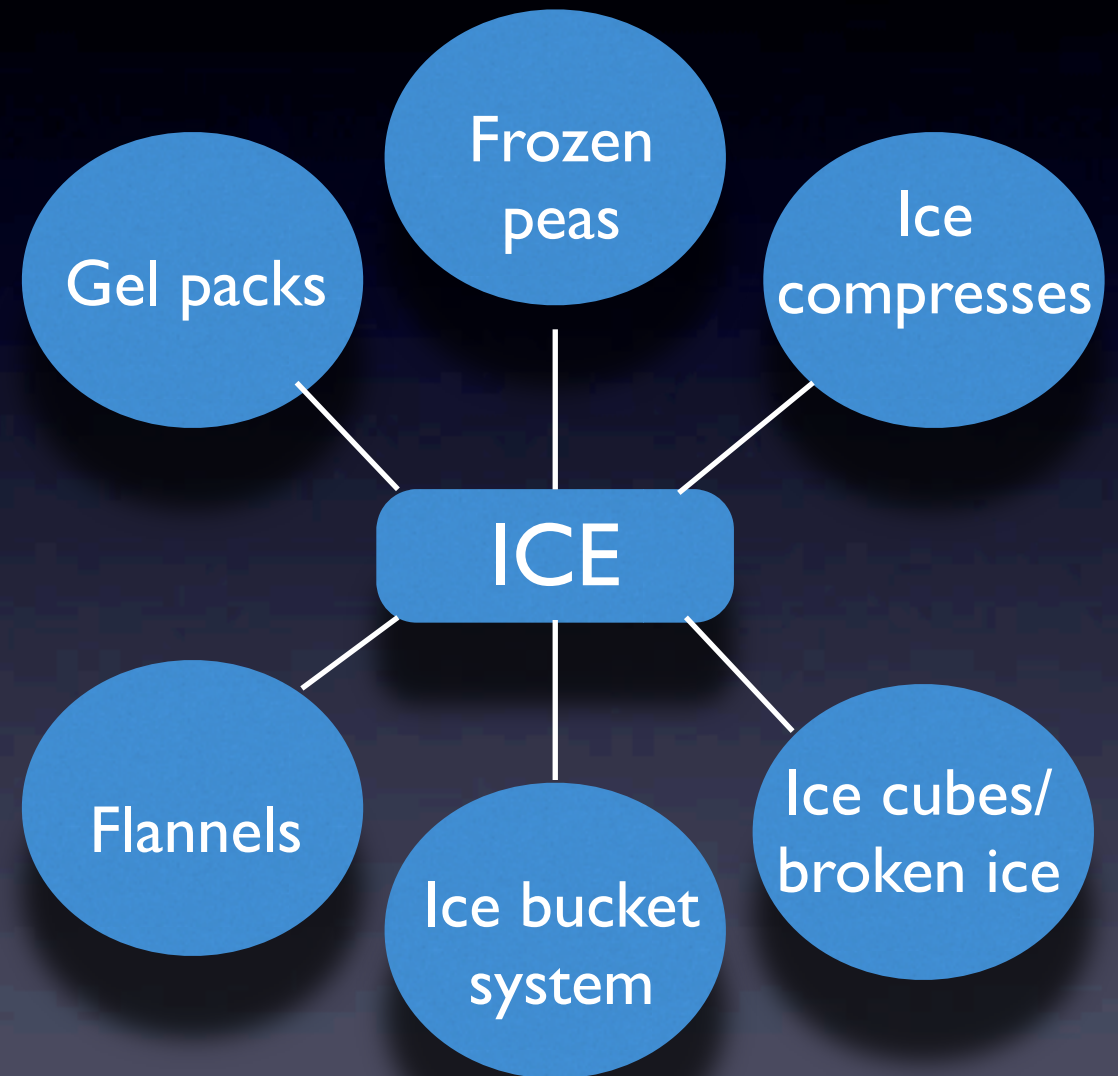 Frozen
peas
Gel packs
Ice
compresses
ICE
Flannels
Ice bucket
system
Ice cubes/
broken ice